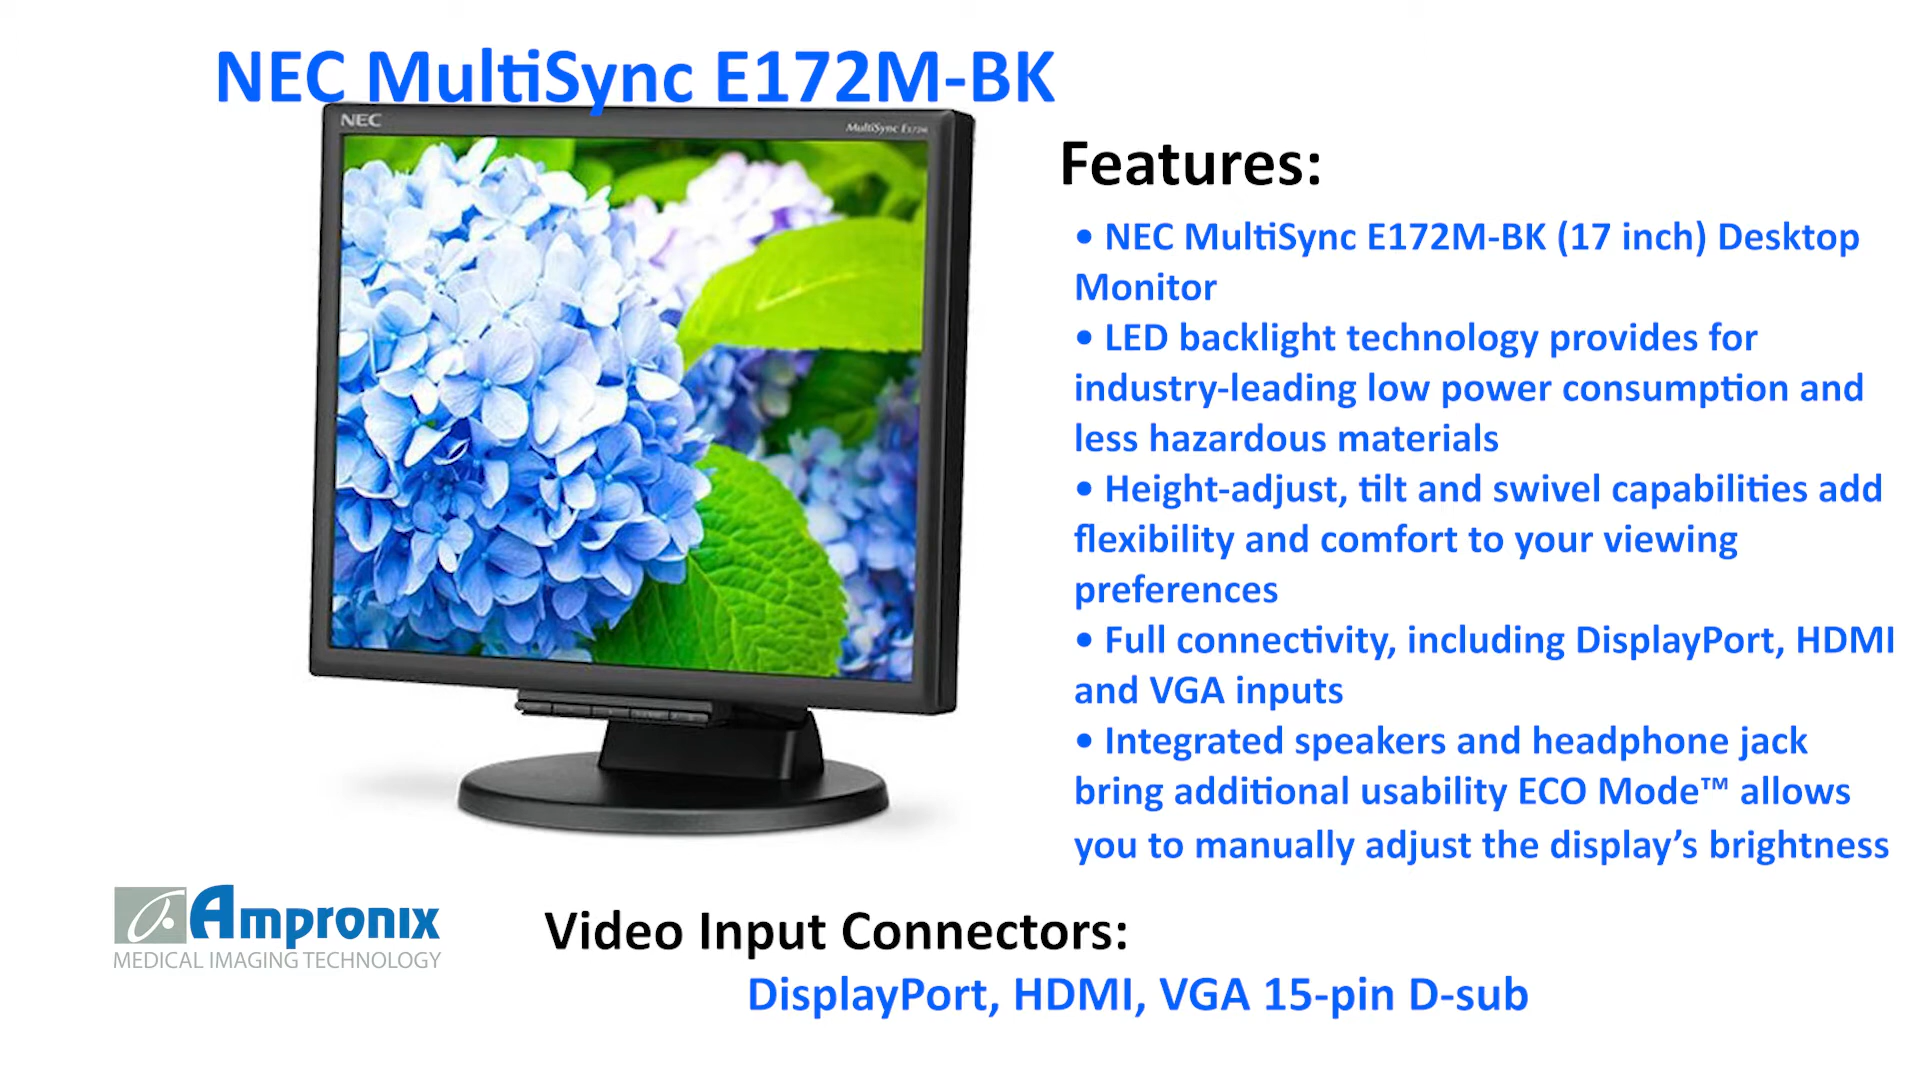 NEC MultiSync E172M-BK
NEC
MultiSync E172M
Features:
• NEC MultiSync E172M-BK (17 inch) Desktop
Monitor
• LED backlight technology provides for
industry-leading low power consumption and
less hazardous materials
• Height-adjust, tilt and swivel capabilities add
flexibility and comfort to your viewing
preferences
• Full connectivity, including DisplayPort, HDMI
and VGA inputs
• Integrated speakers and headphone jack
bring additional usability ECO Mode™ allows
you to manually adjust the display’s brightness
Ampronix
MEDICAL IMAGING TECHNOLOGY
Video Input Connectors:
DisplayPort, HDMI, VGA 15-pin D-sub